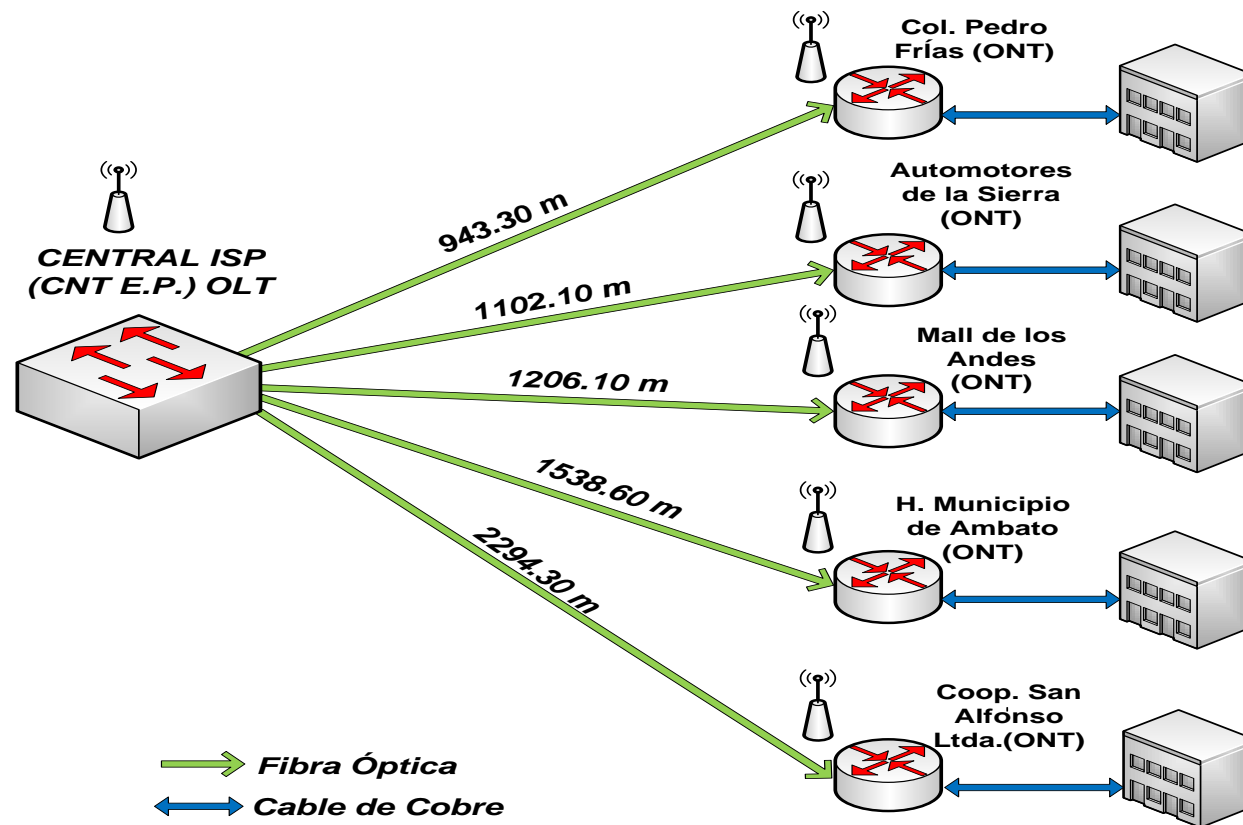 Col. Pedro
Frías (ONT)
943.30 m
CENTRAL ISP
(CNT E.P.) OLT
Automotores
de la Sierra
(ONT)
1102.10 m
Mall de los
Andes
(ONT)
1206.10 m
H. Municipio
de Ambato
(ONT)
1538.60 m
Coop. San
Alfonso
Ltda.(ONT)
2294.30 m
Fibra Óptica
Cable de Cobre